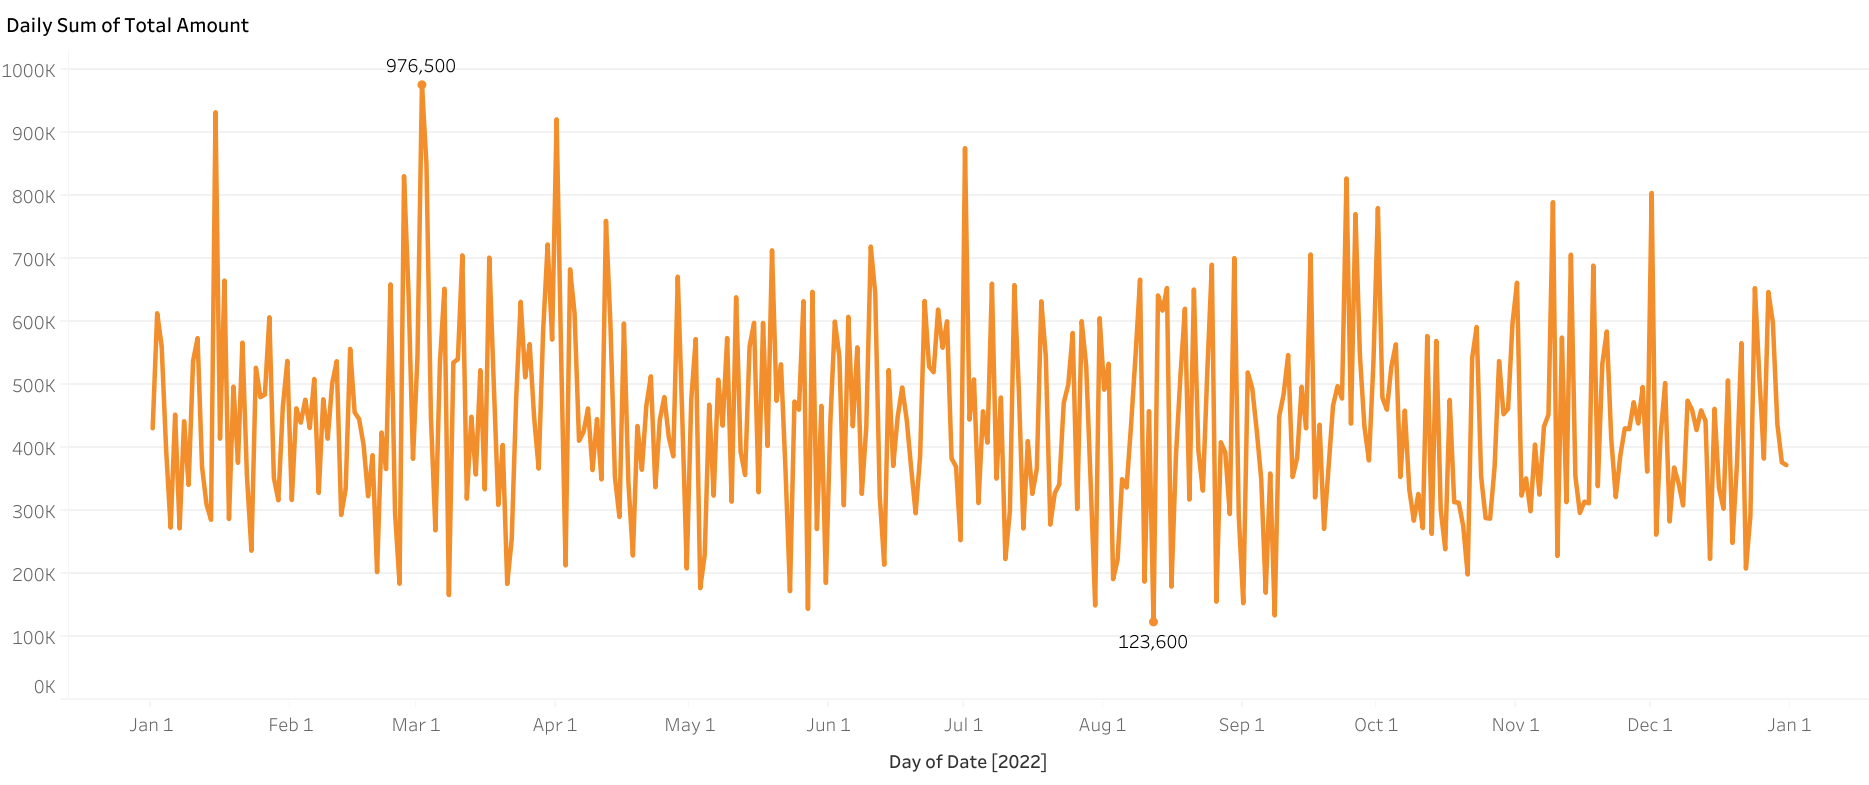 Daily Sum of Total Amount
976,500
1000K
900K
800K
700K
600K
500K
400K
300K
200K
100K
0K
123,600
Jan 1 Feb 1 Mar 1 Apr 1 May 1 Jun 1 Jul 1 Aug 1 Sep 1 Oct 1 Nov 1 Dec 1 Jan 1
Day of Date [2022]